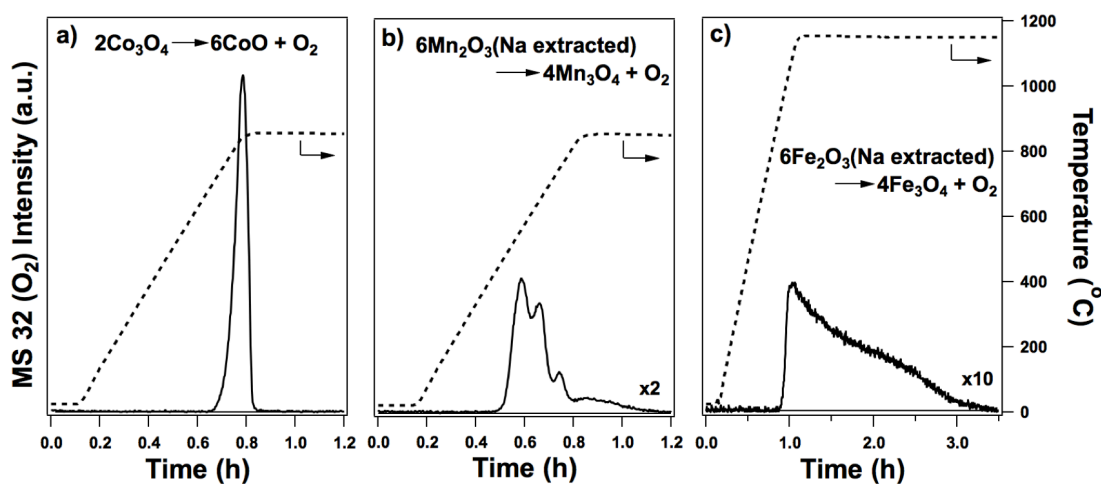 a)
2Co₃O₄ → 6CoO + O₂
b)
6Mn₂O₃(Na extracted)
→ 4Mn₃O₄ + O₂
x2
c)
6Fe₂O₃(Na extracted)
→ 4Fe₃O₄ + O₂
x10
MS 32 (O₂) Intensity (a.u.)
1200
1000
800
600
400
200
0
Temperature (°C)
0.0 0.2 0.4 0.6 0.8 1.0 1.2
0.0 0.2 0.4 0.6 0.8 1.0 1.2
0.0 1.0 2.0 3.0
Time (h)
Time (h)
Time (h)